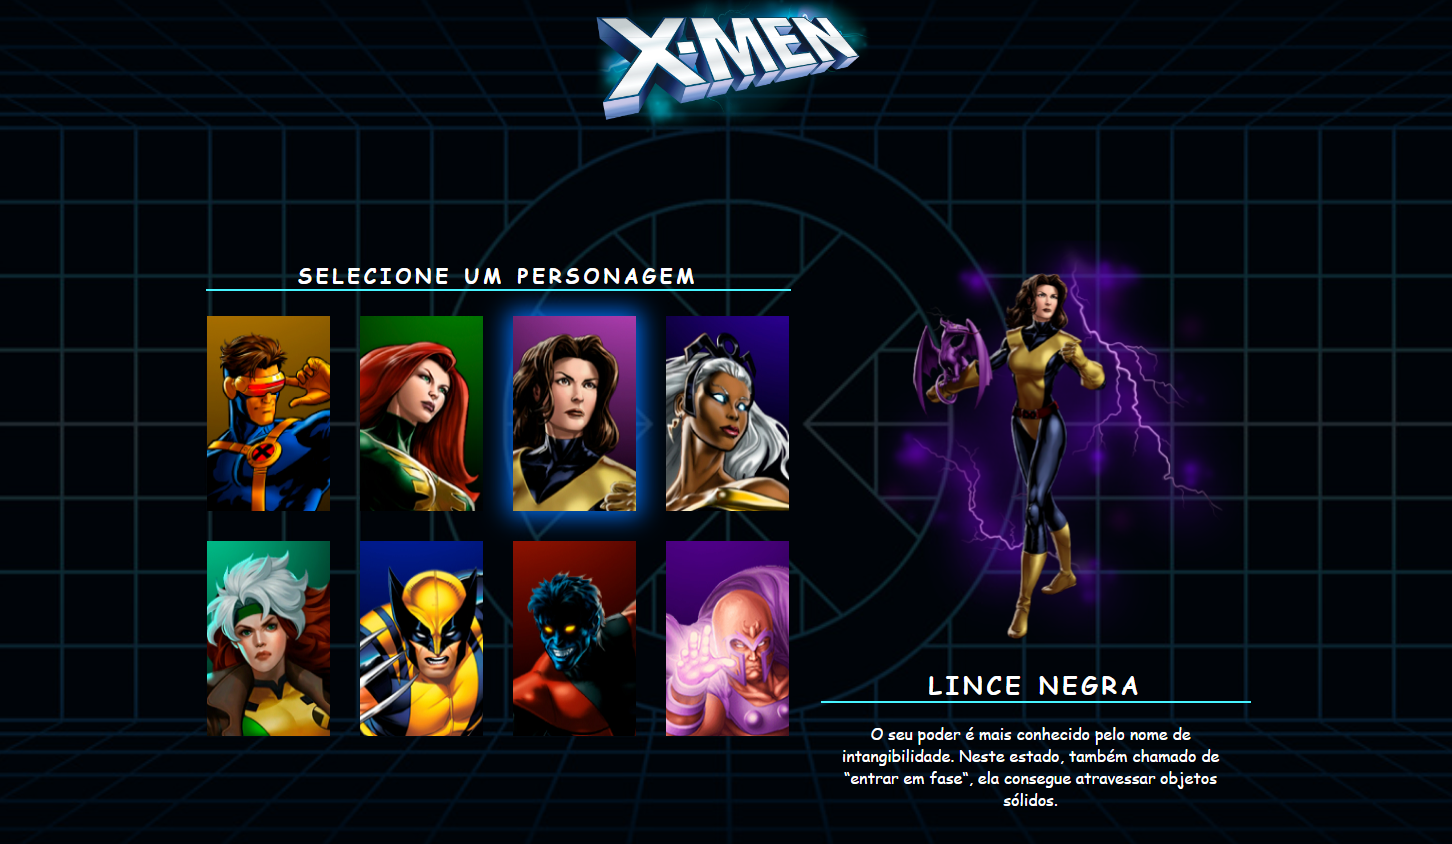 X-MEN
SELECIONE UM PERSONAGEM
LINCE NEGRA
O seu poder é mais conhecido pelo nome de
intangibilidade. Neste estado, também chamado de
“entrar em fase“, ela consegue atravessar objetos
sólidos.